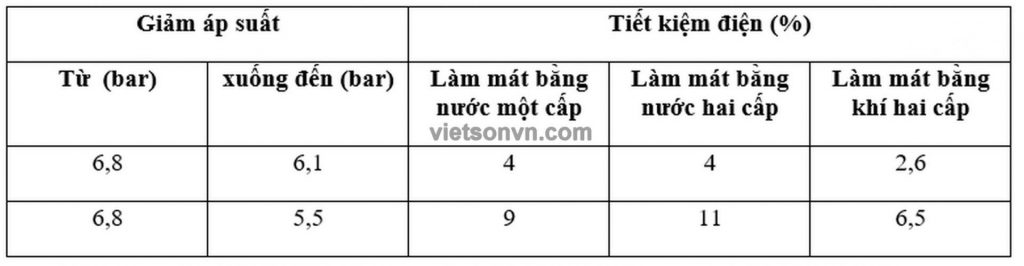 Giảm áp suất Tiết kiệm điện (%)
Từ (bar) xuống đến (bar) Làm mát bằng nước một cấp Làm mát bằng nước hai cấp Làm mát bằng khí hai cấp
vietsonvn.com
6,8 6,1 4 4 2,6
6,8 5,5 9 11 6,5